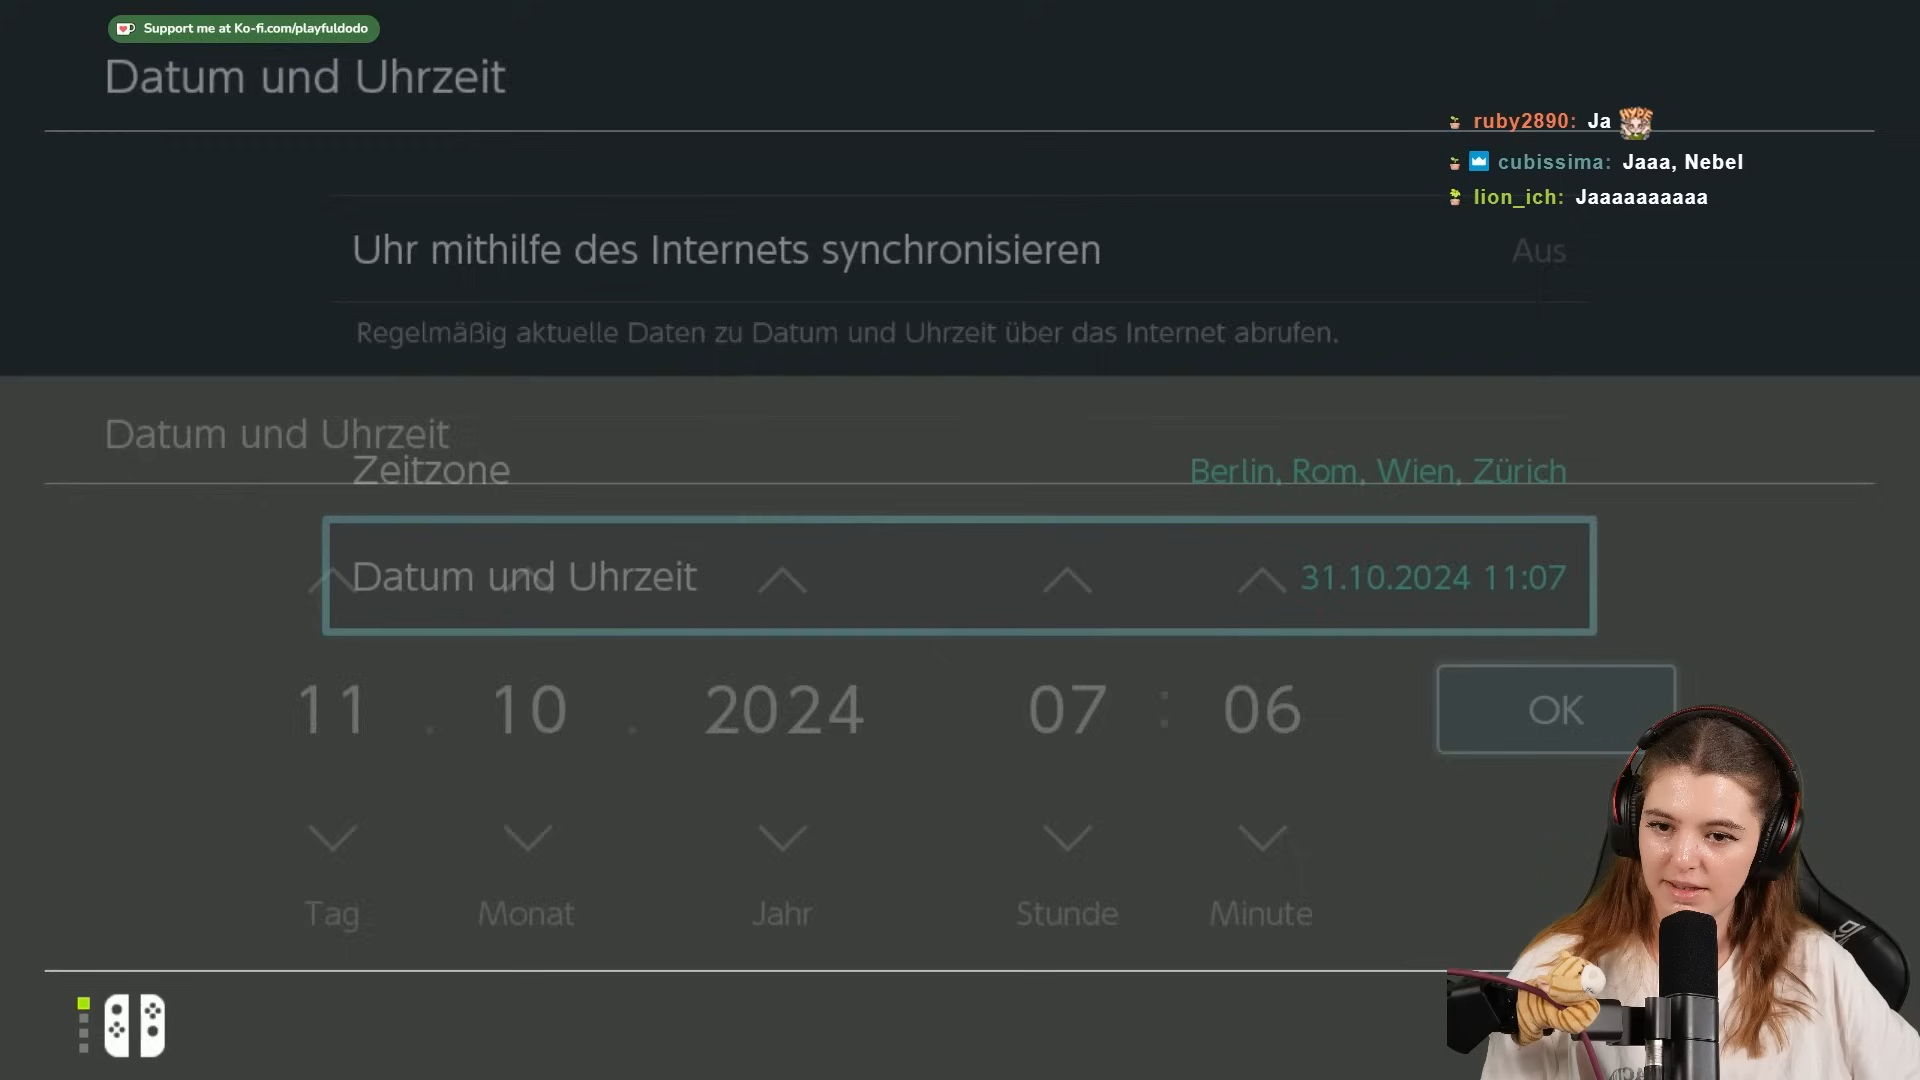 Support me at Ko-fi.com/playfuldodo
Datum und Uhrzeit
ruby2890: Ja HYPE
cubissima: Jaaa, Nebel
lion_ich: Jaaaaaaaaaa
Uhr mithilfe des Internets synchronisieren Aus
Regelmäßig aktuelle Daten zu Datum und Uhrzeit über das Internet abrufen.
Datum und Uhrzeit
Zeitzone Berlin, Rom, Wien, Zürich
Datum und Uhrzeit 31.10.2024 11:07
11 . 10 . 2024 07 : 06 OK
Tag Monat Jahr Stunde Minute